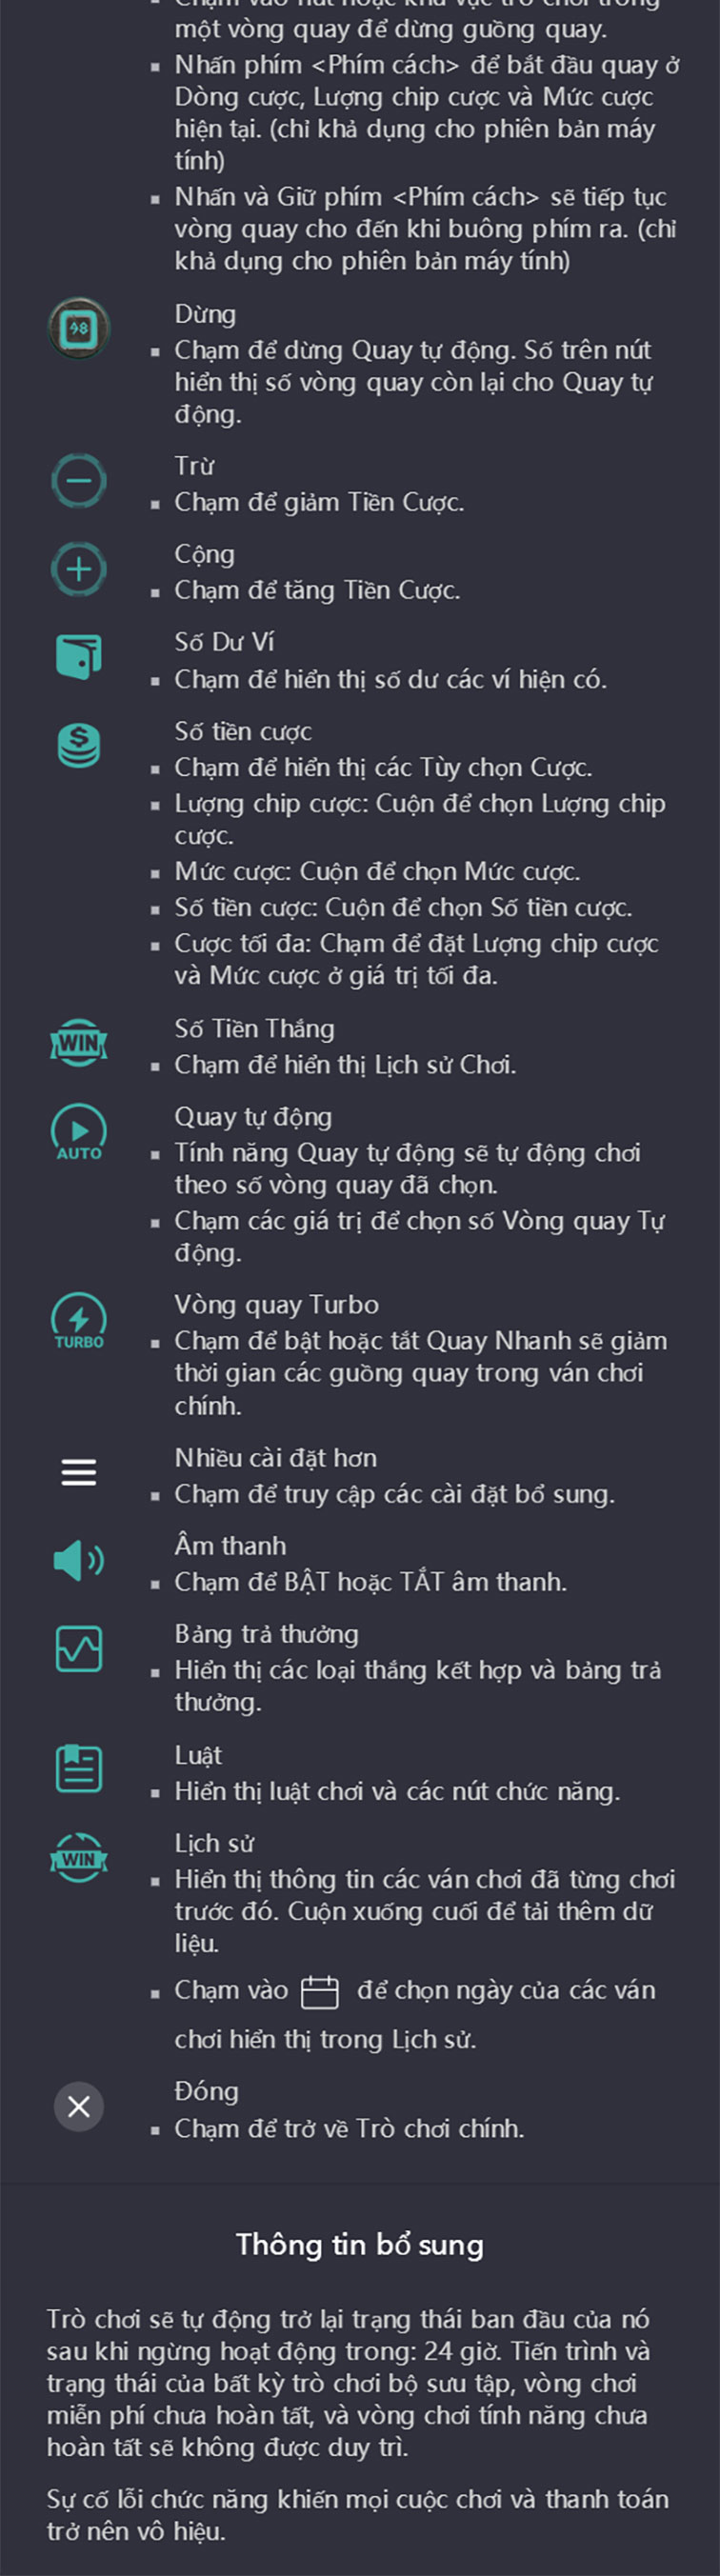 một vòng quay để dừng guồng quay.
Nhấn phím <Phím cách> để bắt đầu quay ở
Dòng cược, Lượng chip cược và Mức cược
hiện tại. (chỉ khả dụng cho phiên bản máy
tính)
Nhấn và Giữ phím <Phím cách> sẽ tiếp tục
vòng quay cho đến khi buông phím ra. (chỉ
khả dụng cho phiên bản máy tính)
Dừng
98
Chạm để dừng Quay tự động. Số trên nút
hiển thị số vòng quay còn lại cho Quay tự
động.
Trừ
Chạm để giảm Tiền Cược.
Cộng
Chạm để tăng Tiền Cược.
Số Dư Ví
Chạm để hiển thị số dư các ví hiện có.
Số tiền cược
Chạm để hiển thị các Tùy chọn Cược.
Lượng chip cược: Cuộn để chọn Lượng chip
cược.
Mức cược: Cuộn để chọn Mức cược.
Số tiền cược: Cuộn để chọn Số tiền cược.
Cược tối đa: Chạm để đặt Lượng chip cược
và Mức cược ở giá trị tối đa.
Số Tiền Thắng
WIN
Chạm để hiển thị Lịch sử Chơi.
Quay tự động
AUTO
Tính năng Quay tự động sẽ tự động chơi
theo số vòng quay đã chọn.
Chạm các giá trị để chọn số Vòng quay Tự
động.
Vòng quay Turbo
TURBO
Chạm để bật hoặc tắt Quay Nhanh sẽ giảm
thời gian các guồng quay trong ván chơi
chính.
Nhiều cài đặt hơn
Chạm để truy cập các cài đặt bổ sung.
Âm thanh
Chạm để BẬT hoặc TẮT âm thanh.
Bảng trả thưởng
Hiển thị các loại thắng kết hợp và bảng trả
thưởng.
Luật
Hiển thị luật chơi và các nút chức năng.
Lịch sử
WIN
Hiển thị thông tin các ván chơi đã từng chơi
trước đó. Cuộn xuống cuối để tải thêm dữ
liệu.
Chạm vào để chọn ngày của các ván
chơi hiển thị trong Lịch sử.
Đóng
Chạm để trở về Trò chơi chính.
Thông tin bổ sung
Trò chơi sẽ tự động trở lại trạng thái ban đầu của nó
sau khi ngừng hoạt động trong: 24 giờ. Tiến trình và
trạng thái của bất kỳ trò chơi bộ sưu tập, vòng chơi
miễn phí chưa hoàn tất, và vòng chơi tính năng chưa
hoàn tất sẽ không được duy trì.
Sự cố lỗi chức năng khiến mọi cuộc chơi và thanh toán
trở nên vô hiệu.